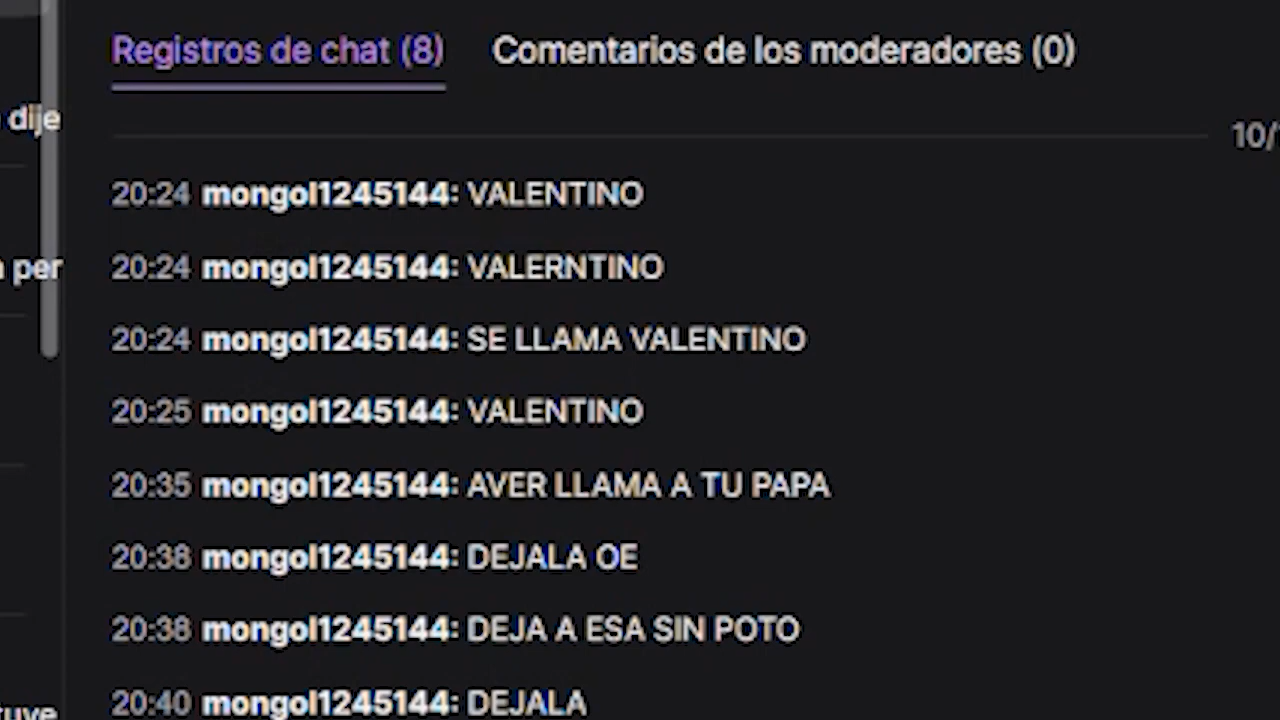 Registros de chat (8) Comentarios de los moderadores (0)
dije
10/
20:24 mongol1245144: VALENTINO
20:24 mongol1245144: VALERNTINO
per
20:24 mongol1245144: SE LLAMA VALENTINO
20:25 mongol1245144: VALENTINO
20:35 mongol1245144: AVER LLAMA A TU PAPA
20:38 mongol1245144: DEJALA OE
20:38 mongol1245144: DEJA A ESA SIN POTO
20:40 mongol1245144: DEJALA